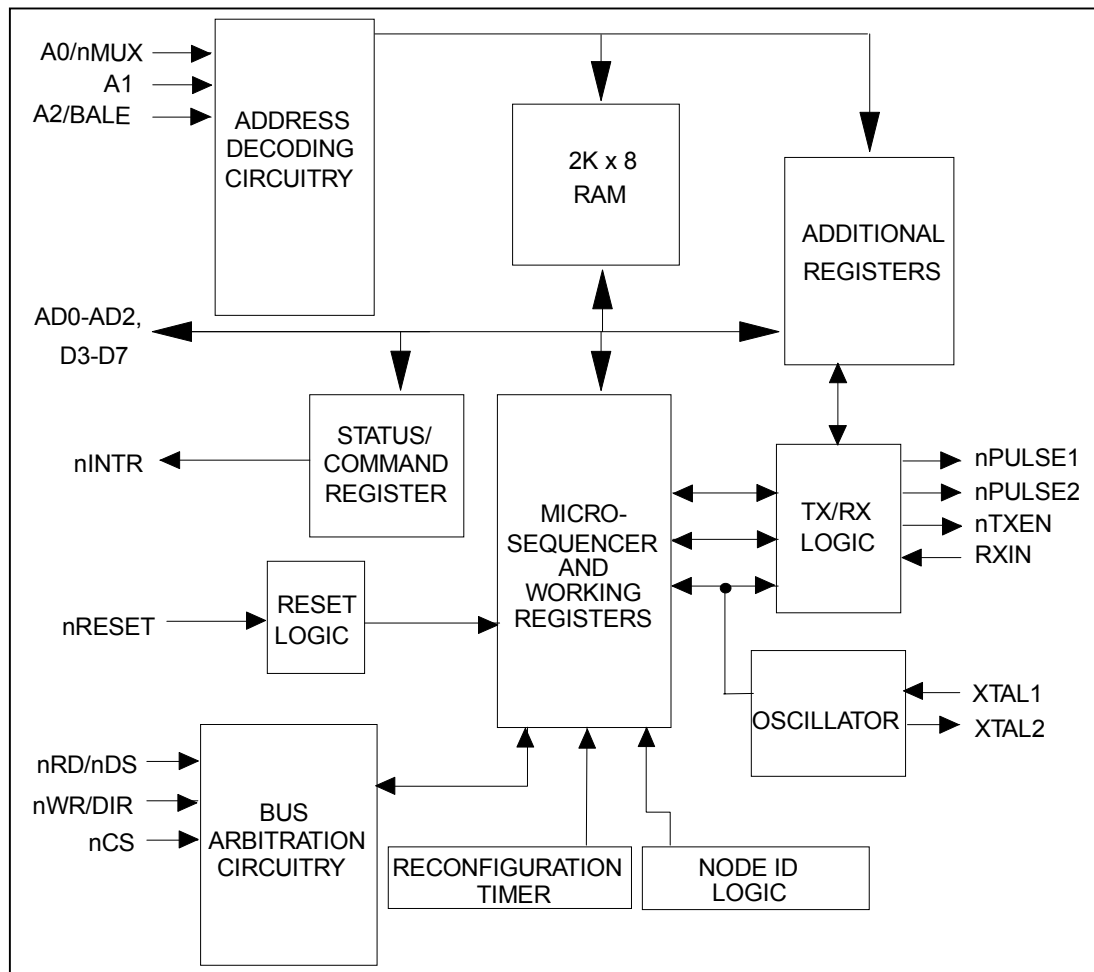 A0/nMUX
A1
A2/BALE
ADDRESS
DECODING
CIRCUITRY
2K x 8
RAM
ADDITIONAL
REGISTERS
AD0-AD2,
D3-D7
STATUS/
COMMAND
REGISTER
nINTR
MICRO-
SEQUENCER
AND
WORKING
REGISTERS
TX/RX
LOGIC
nPULSE1
nPULSE2
nTXEN
RXIN
nRESET
RESET
LOGIC
OSCILLATOR
XTAL1
XTAL2
nRD/nDS
nWR/DIR
nCS
BUS
ARBITRATION
CIRCUITRY
RECONFIGURATION
TIMER
NODE ID
LOGIC